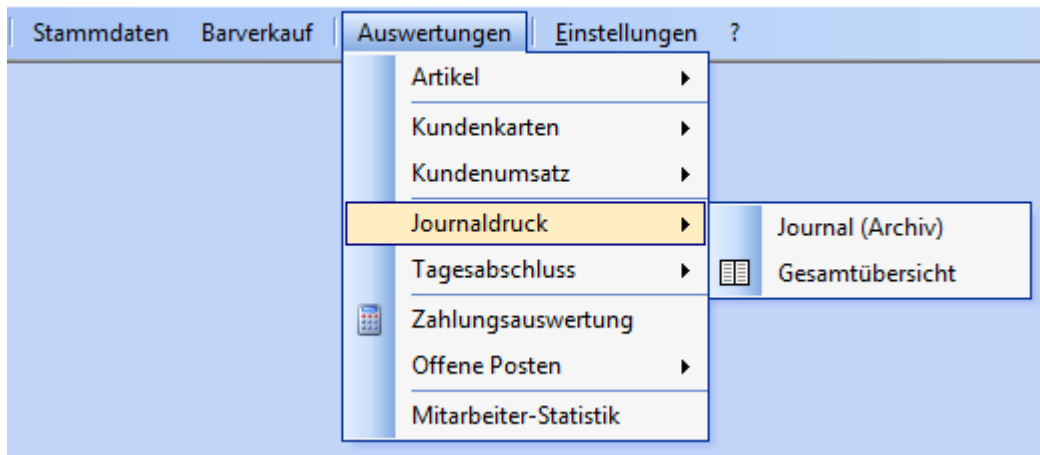 Stammdaten Barverkauf Auswertungen Einstellungen ?
Artikel
Kundenkarten
Kundenumsatz
Journaldruck
Journal (Archiv)
Tagesabschluss
Gesamtübersicht
Zahlungsauswertung
Offene Posten
Mitarbeiter-Statistik